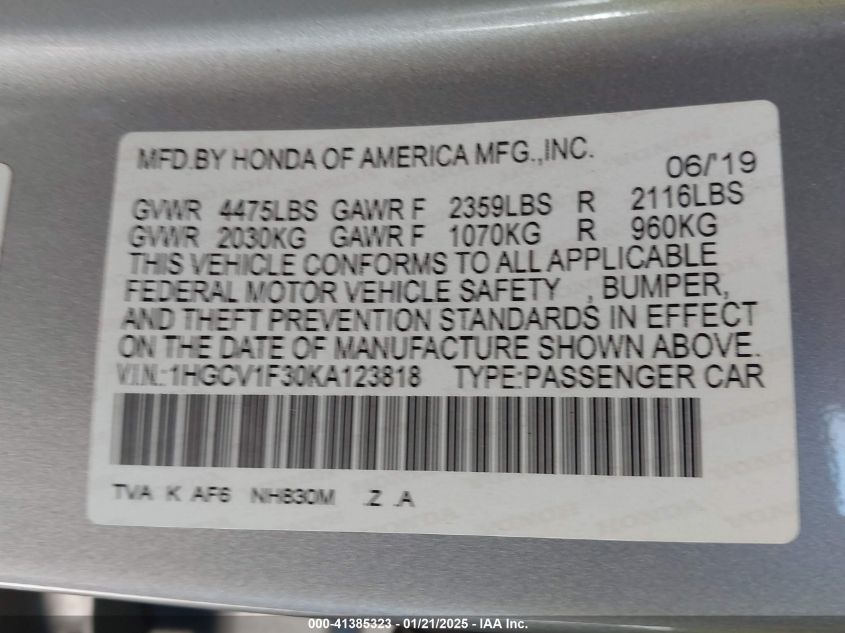 MFD.BY HONDA OF AMERICA MFG.,INC. 06/'19
GVWR 4475LBS GAWR F 2359LBS R 2116LBS
GVWR 2030KG GAWR F 1070KG R 960KG
THIS VEHICLE CONFORMS TO ALL APPLICABLE
FEDERAL MOTOR VEHICLE SAFETY , BUMPER,
AND THEFT PREVENTION STANDARDS IN EFFECT
ON THE DATE OF MANUFACTURE SHOWN ABOVE.
V.I.N.:1HGCV1F30KA123818 TYPE:PASSENGER CAR
TVA K AF6 NH830M .Z .A
000-41385323 - 01/21/2025 - IAA Inc.